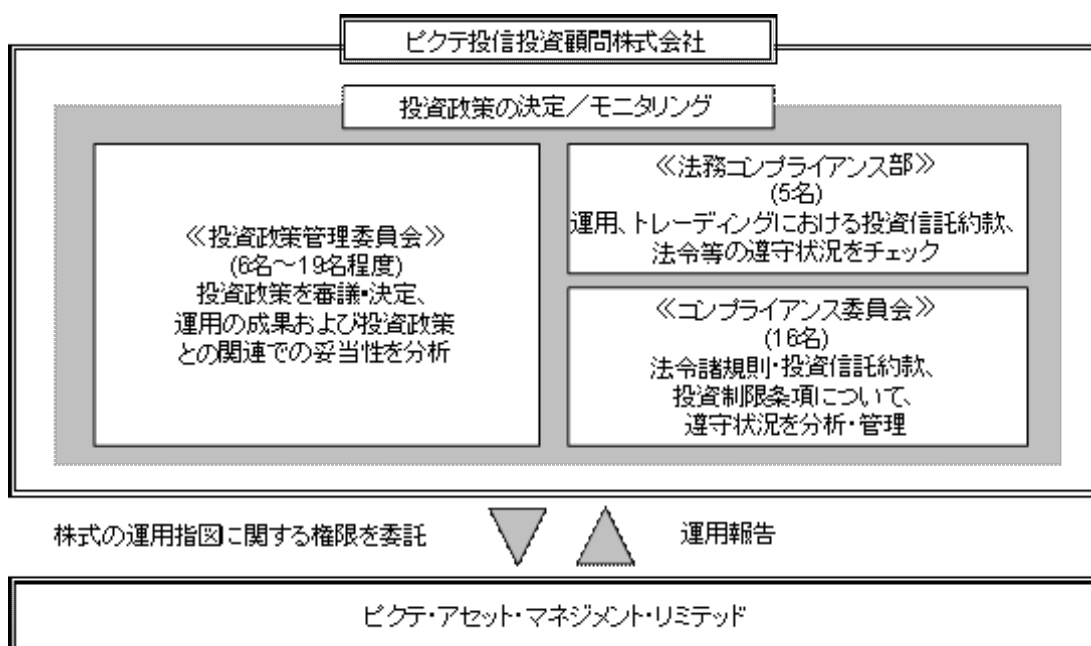 ピクテ投信投資顧問株式会社
投資政策の決定／モニタリング
≪投資政策管理委員会≫
(6名～19名程度)
投資政策を審議・決定、
運用の成果および投資政策
との関連での妥当性を分析
≪法務コンプライアンス部≫
(5名)
運用、トレーディングにおける投資信託約款、
法令等の遵守状況をチェック
≪コンプライアンス委員会≫
(16名)
法令諸規則・投資信託約款、
投資制限条項について、
遵守状況を分析・管理
株式の運用指図に関する権限を委託
運用報告
ピクテ・アセット・マネジメント・リミテッド